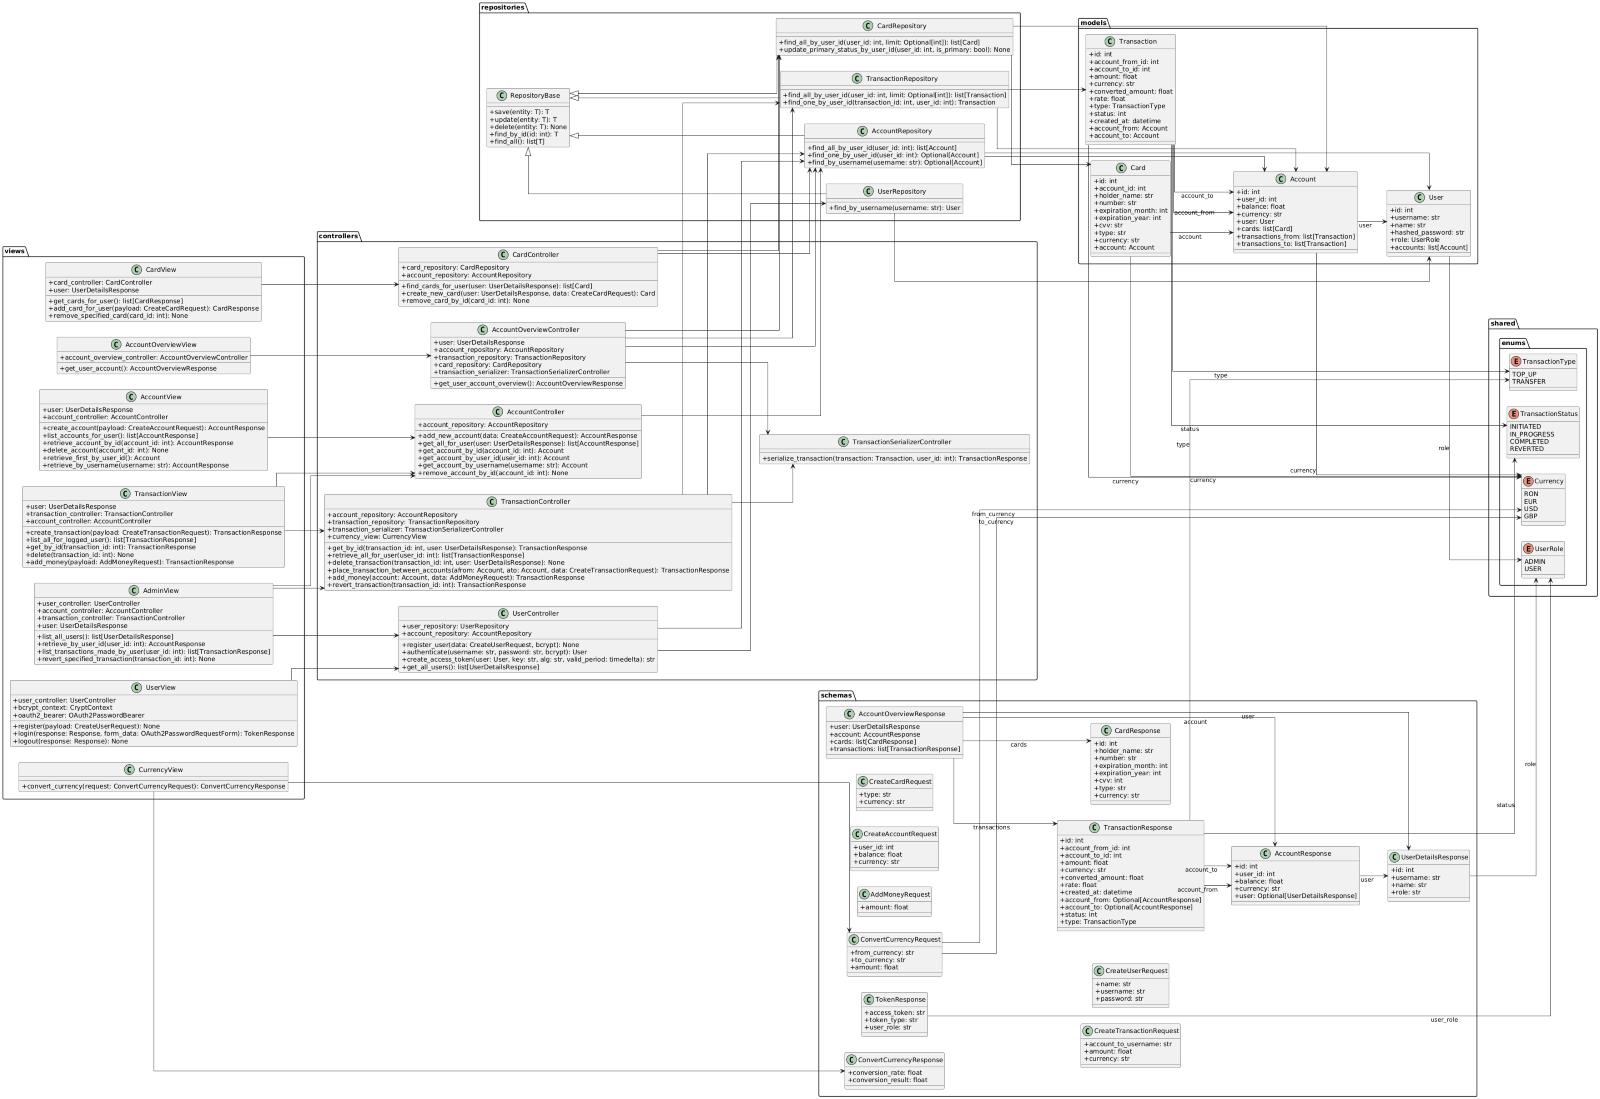 repositories
CardRepository
+find_all_by_user_id(user_id: int, limit: Optional[int]): list[Card]
+update_primary_status_by_user_id(user_id: int, is_primary: bool): None
TransactionRepository
+find_all_by_user_id(user_id: int, limit: Optional[int]): list[Transaction]
+find_one_by_user_id(transaction_id: int, user_id: int): Transaction
RepositoryBase
+save(entity: T): T
+update(entity: T): T
+delete(entity: T): None
+find_by_id(id: int): T
+find_all(): list[T]
AccountRepository
+find_all_by_user_id(user_id: int): list[Account]
+find_one_by_user_id(user_id: int): Optional[Account]
+find_by_username(username: str): Optional[Account]
UserRepository
+find_by_username(username: str): User
models
Transaction
+id: int
+account_from_id: int
+account_to_id: int
+amount: float
+currency: str
+converted_amount: float
+rate: float
+type: TransactionType
+status: int
+created_at: datetime
+account_from: Account
+account_to: Account
Card
+id: int
+account_id: int
+holder_name: str
+number: str
+expiration_month: int
+expiration_year: int
+cvv: str
+type: str
+currency: str
+account: Account
account_to
account_from
account
Account
+id: int
+user_id: int
+balance: float
+currency: str
+user: User
+cards: list[Card]
+transactions_from: list[Transaction]
+transactions_to: list[Transaction]
user
User
+id: int
+username: str
+name: str
+hashed_password: str
+role: UserRole
+accounts: list[Account]
views
CardView
+card_controller: CardController
+user: UserDetailsResponse
+get_cards_for_user(): list[CardResponse]
+add_card_for_user(payload: CreateCardRequest): CardResponse
+remove_specified_card(card_id: int): None
AccountOverviewView
+account_overview_controller: AccountOverviewController
+get_user_account(): AccountOverviewResponse
AccountView
+user: UserDetailsResponse
+account_controller: AccountController
+create_account(payload: CreateAccountRequest): AccountResponse
+list_accounts_for_user(): list[AccountResponse]
+retrieve_account_by_id(account_id: int): AccountResponse
+delete_account(account_id: int): None
+retrieve_first_by_user_id(): Account
+retrieve_by_username(username: str): AccountResponse
TransactionView
+user: UserDetailsResponse
+transaction_controller: TransactionController
+account_controller: AccountController
+create_transaction(payload: CreateTransactionRequest): TransactionResponse
+list_all_for_logged_user(): list[TransactionResponse]
+get_by_id(transaction_id: int): TransactionResponse
+delete(transaction_id: int): None
+add_money(payload: AddMoneyRequest): TransactionResponse
AdminView
+user_controller: UserController
+account_controller: AccountController
+transaction_controller: TransactionController
+user: UserDetailsResponse
+list_all_users(): list[UserDetailsResponse]
+retrieve_by_user_id(user_id: int): AccountResponse
+list_transactions_made_by_user(user_id: int): list[TransactionResponse]
+revert_specified_transaction(transaction_id: int): None
UserView
+user_controller: UserController
+bcrypt_context: CryptContext
+oauth2_bearer: OAuth2PasswordBearer
+register(payload: CreateUserRequest): None
+login(response: Response, form_data: OAuth2PasswordRequestForm): TokenResponse
+logout(response: Response): None
CurrencyView
+convert_currency(request: ConvertCurrencyRequest): ConvertCurrencyResponse
controllers
CardController
+card_repository: CardRepository
+account_repository: AccountRepository
+find_cards_for_user(user: UserDetailsResponse): list[Card]
+create_new_card(user: UserDetailsResponse, data: CreateCardRequest): Card
+remove_card_by_id(card_id: int): None
AccountOverviewController
+user: UserDetailsResponse
+account_repository: AccountRepository
+transaction_repository: TransactionRepository
+card_repository: CardRepository
+transaction_serializer: TransactionSerializerController
+get_user_account_overview(): AccountOverviewResponse
AccountController
+account_repository: AccountRepository
+add_new_account(data: CreateAccountRequest): AccountResponse
+get_all_for_user(user: UserDetailsResponse): list[AccountResponse]
+get_account_by_id(account_id: int): Account
+get_account_by_user_id(user_id: int): Account
+get_account_by_username(username: str): Account
+remove_account_by_id(account_id: int): None
TransactionSerializerController
+serialize_transaction(transaction: Transaction, user_id: int): TransactionResponse
TransactionController
+account_repository: AccountRepository
+transaction_repository: TransactionRepository
+transaction_serializer: TransactionSerializerController
+currency_view: CurrencyView
+get_by_id(transaction_id: int, user: UserDetailsResponse): TransactionResponse
+retrieve_all_for_user(user_id: int): list[TransactionResponse]
+delete_transaction(transaction_id: int, user: UserDetailsResponse): None
+place_transaction_between_accounts(afrom: Account, ato: Account, data: CreateTransactionRequest): TransactionResponse
+add_money(account: Account, data: AddMoneyRequest): TransactionResponse
+revert_transaction(transaction_id: int): TransactionResponse
UserController
+user_repository: UserRepository
+account_repository: AccountRepository
+register_user(data: CreateUserRequest, bcrypt): None
+authenticate(username: str, password: str, bcrypt): User
+create_access_token(user: User, key: str, alg: str, valid_period: timedelta): str
+get_all_users(): list[UserDetailsResponse]
shared
enums
TransactionType
TOP_UP
TRANSFER
TransactionStatus
INITIATED
IN_PROGRESS
COMPLETED
REVERTED
Currency
RON
EUR
USD
GBP
UserRole
ADMIN
USER
type
status
type
role
currency
currency
currency
from_currency
to_currency
schemas
AccountOverviewResponse
+user: UserDetailsResponse
+account: AccountResponse
+cards: list[CardResponse]
+transactions: list[TransactionResponse]
user
account
cards
transactions
CardResponse
+id: int
+holder_name: str
+number: str
+expiration_month: int
+expiration_year: int
+cvv: int
+type: str
+currency: str
CreateCardRequest
+type: str
+currency: str
CreateAccountRequest
+user_id: int
+balance: float
+currency: str
AddMoneyRequest
+amount: float
ConvertCurrencyRequest
+from_currency: str
+to_currency: str
+amount: float
TransactionResponse
+id: int
+account_from_id: int
+account_to_id: int
+amount: float
+currency: str
+converted_amount: float
+rate: float
+created_at: datetime
+account_from: Optional[AccountResponse]
+account_to: Optional[AccountResponse]
+status: int
+type: TransactionType
account_to
account_from
AccountResponse
+id: int
+user_id: int
+balance: float
+currency: str
+user: Optional[UserDetailsResponse]
user
UserDetailsResponse
+id: int
+username: str
+name: str
+role: str
status
role
CreateUserRequest
+name: str
+username: str
+password: str
TokenResponse
+access_token: str
+token_type: str
+user_role: str
user_role
CreateTransactionRequest
+account_to_username: str
+amount: float
+currency: str
ConvertCurrencyResponse
+conversion_rate: float
+conversion_result: float